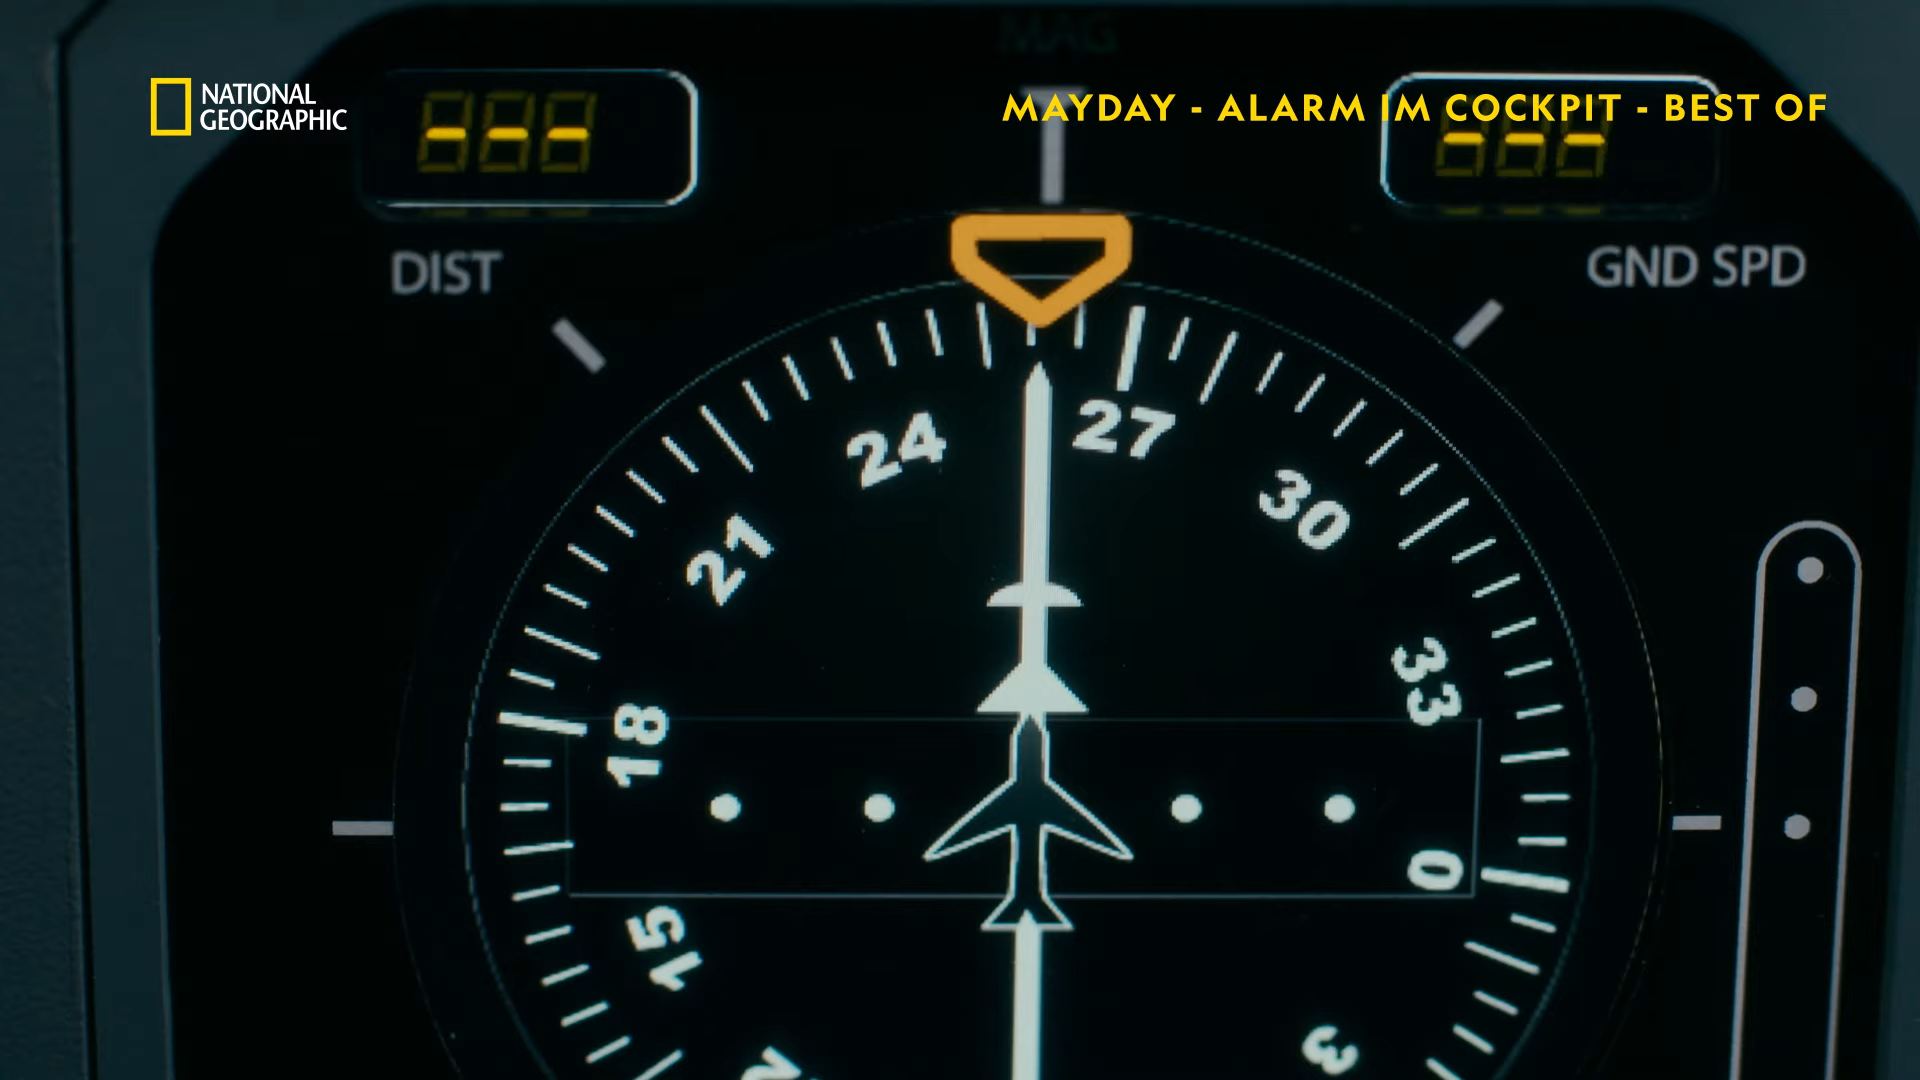 MAG
NATIONAL
GEOGRAPHIC
MAYDAY - ALARM IM COCKPIT - BEST OF
- - -
- - -
DIST
GND SPD
24
27
30
21
33
18
0
15
3